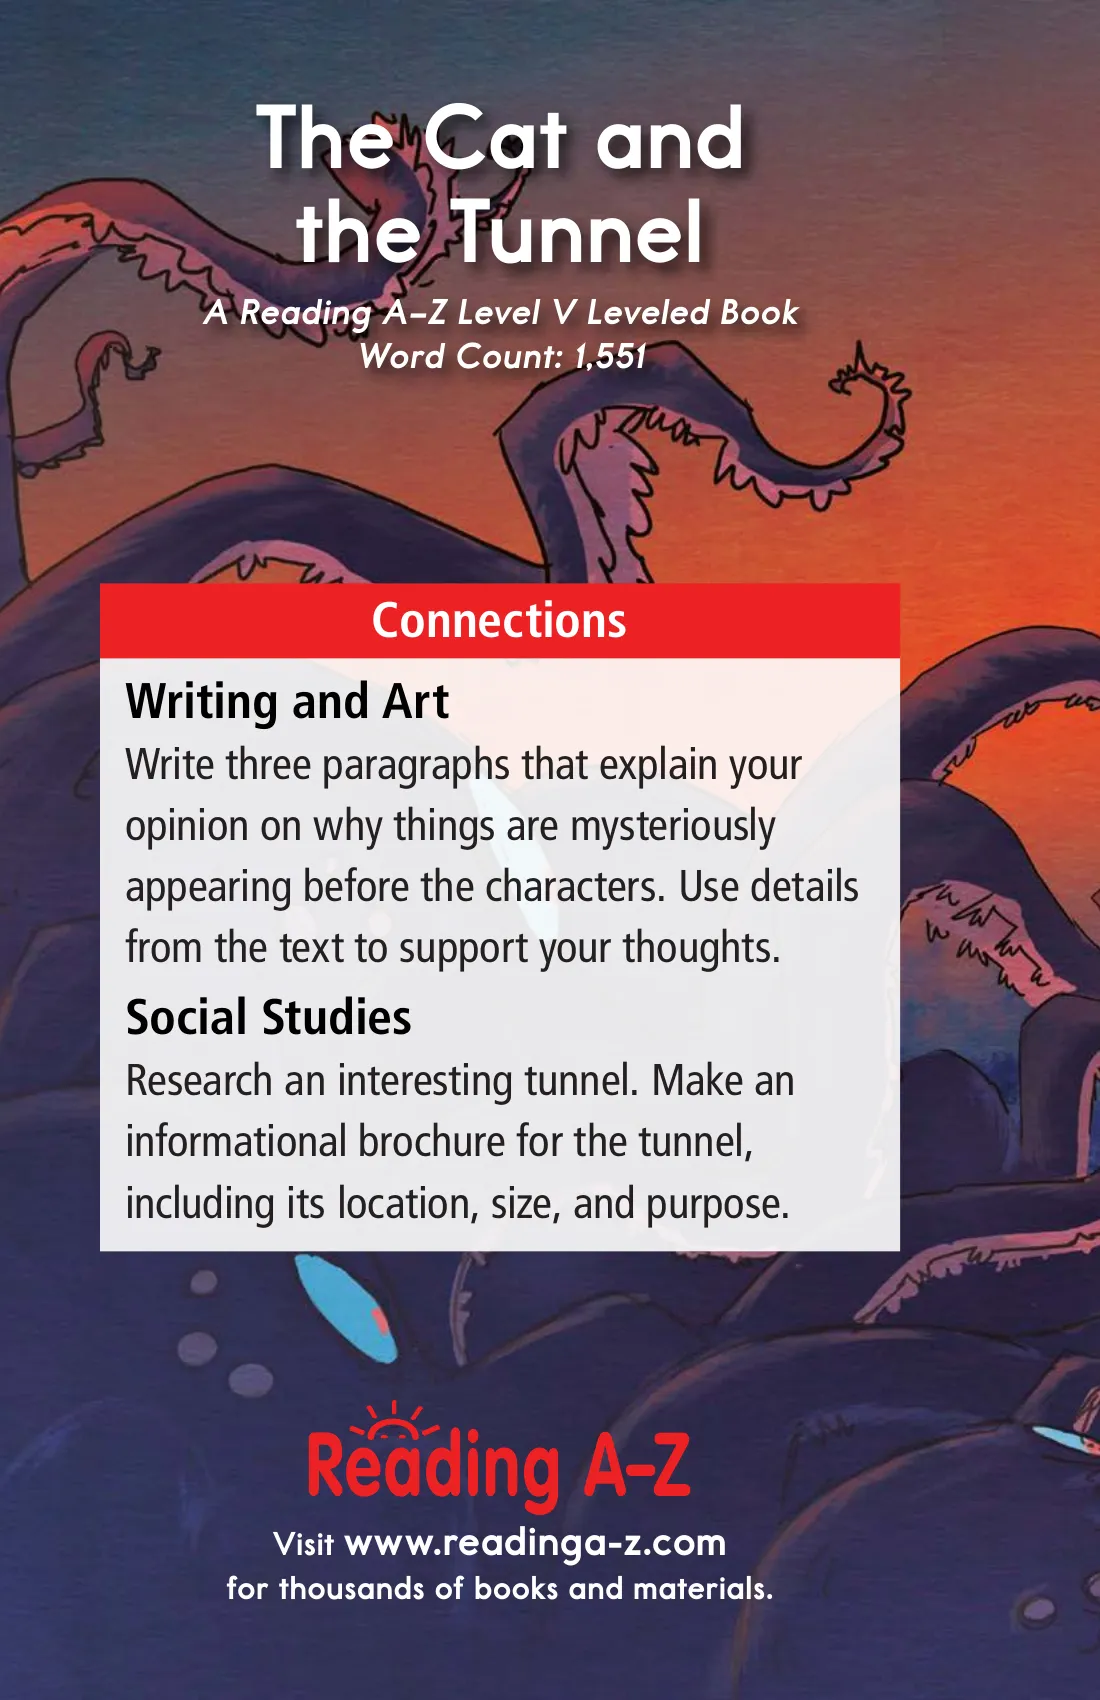 The Cat and
the Tunnel
A Reading A–Z Level V Leveled Book
Word Count: 1,551
Connections
Writing and Art
Write three paragraphs that explain your
opinion on why things are mysteriously
appearing before the characters. Use details
from the text to support your thoughts.
Social Studies
Research an interesting tunnel. Make an
informational brochure for the tunnel,
including its location, size, and purpose.
Reading A–Z
Visit www.readinga-z.com
for thousands of books and materials.